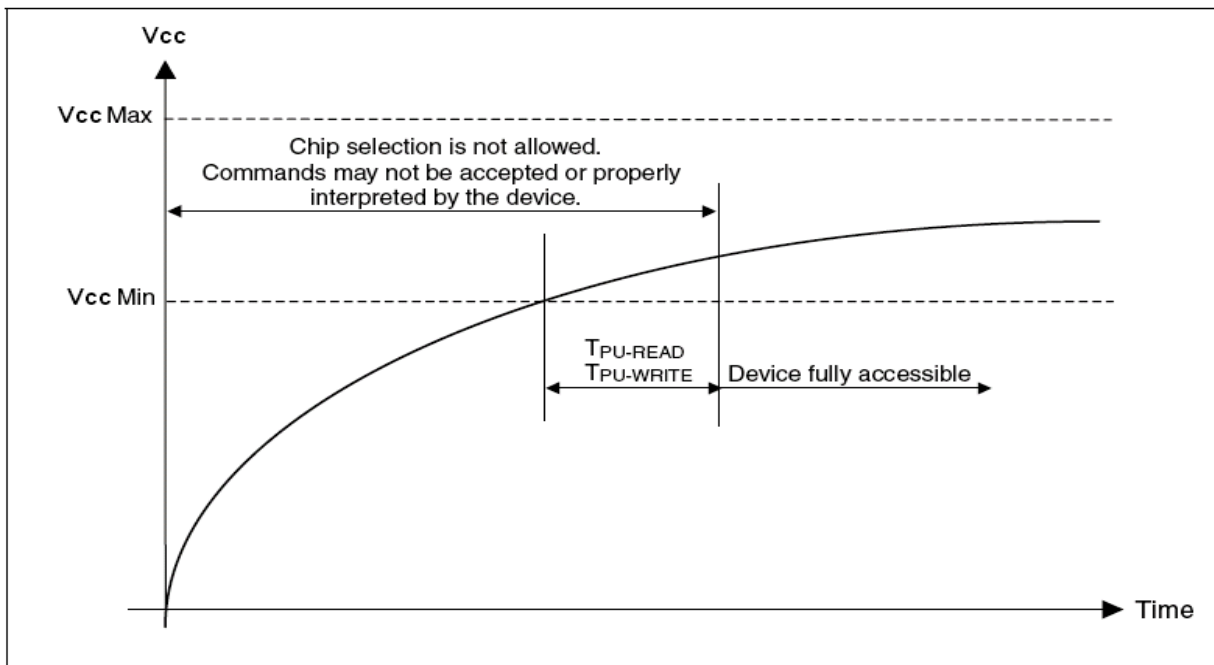 Vcc
Vcc Max
Chip selection is not allowed.
Commands may not be accepted or properly
interpreted by the device.
Vcc Min
TPU-READ
TPU-WRITE
Device fully accessible
Time